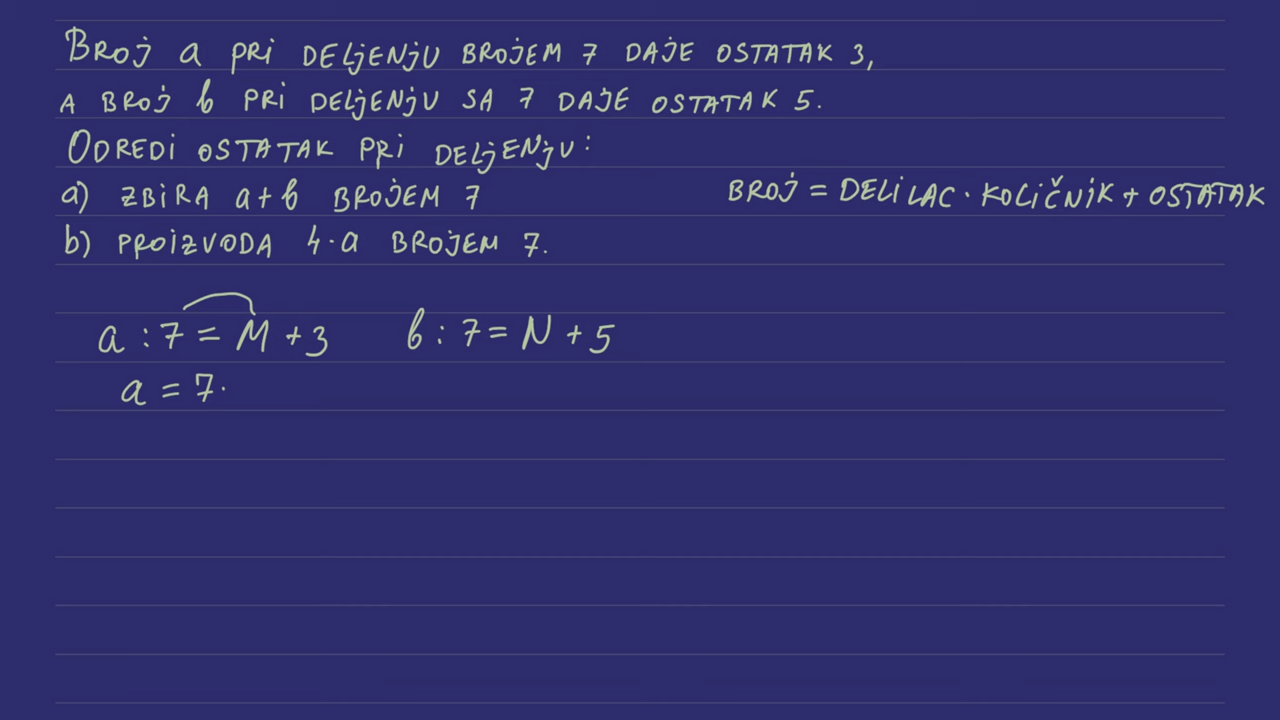 BROJ a PRI DELJENJU BROJEM 7 DAJE OSTATAK 3,
A BROJ b PRI DELJENJU SA 7 DAJE OSTATAK 5.
ODREDI OSTATAK PRI DELJENJU:
a) ZBIRA a+b BROJEM 7
BROJ = DELILAC · KOLIČNIK + OSTATAK
b) PROIZVODA 4·a BROJEM 7.
a : 7 = M + 3 b : 7 = N + 5
a = 7·